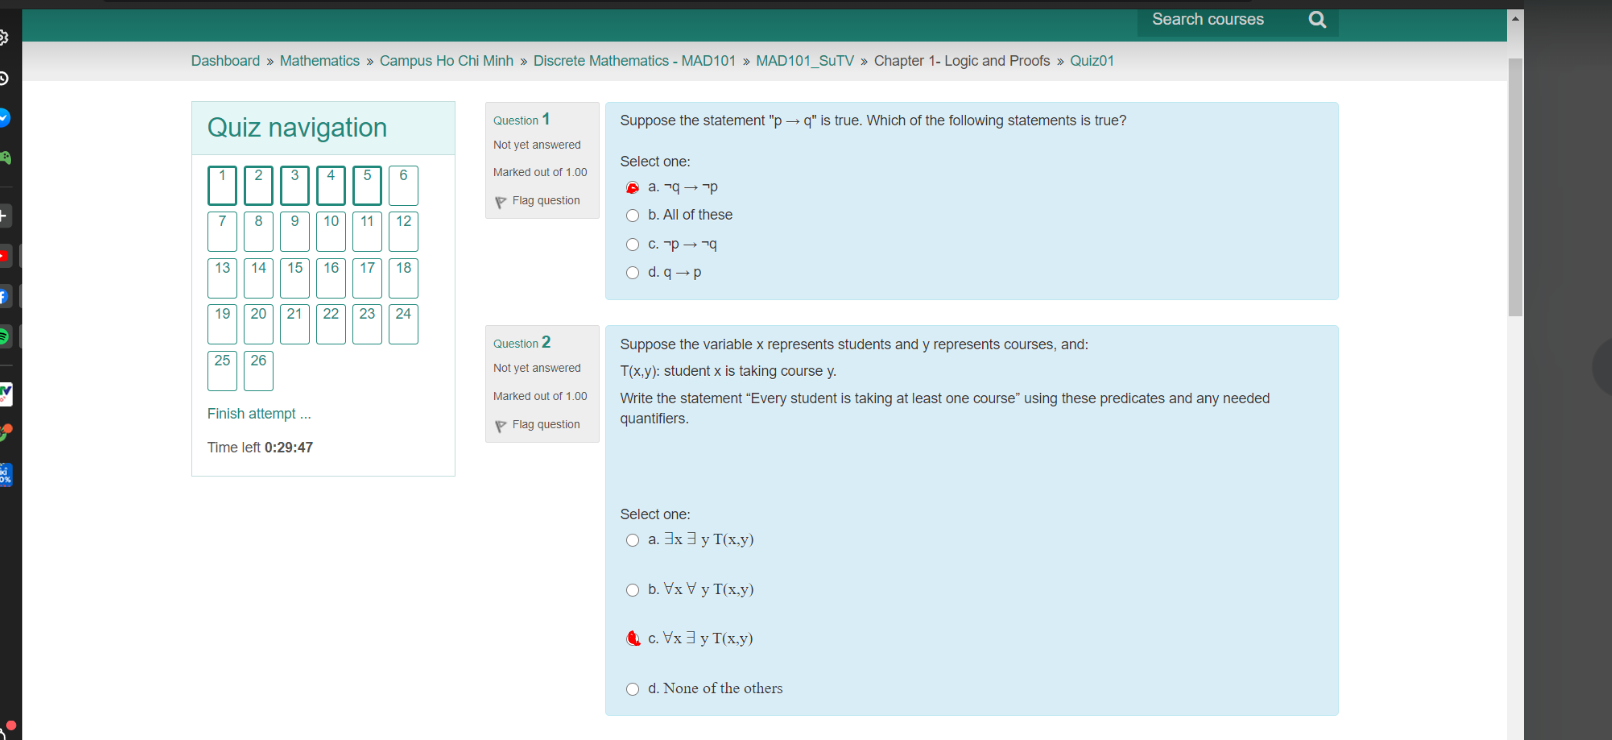 Search courses
Dashboard » Mathematics » Campus Ho Chi Minh » Discrete Mathematics - MAD101 » MAD101_SuTV » Chapter 1- Logic and Proofs » Quiz01
Quiz navigation
1 2 3 4 5 6
7 8 9 10 11 12
13 14 15 16 17 18
19 20 21 22 23 24
25 26
Finish attempt ...
Time left 0:29:47
Question 1
Not yet answered
Marked out of 1.00
Flag question
Suppose the statement "p → q" is true. Which of the following statements is true?
Select one:
a. ¬q → ¬p
b. All of these
c. ¬p → ¬q
d. q → p
Question 2
Not yet answered
Marked out of 1.00
Flag question
Suppose the variable x represents students and y represents courses, and:
T(x,y): student x is taking course y.
Write the statement “Every student is taking at least one course” using these predicates and any needed
quantifiers.
Select one:
a. ∃x ∃ y T(x,y)
b. ∀x ∀ y T(x,y)
c. ∀x ∃ y T(x,y)
d. None of the others